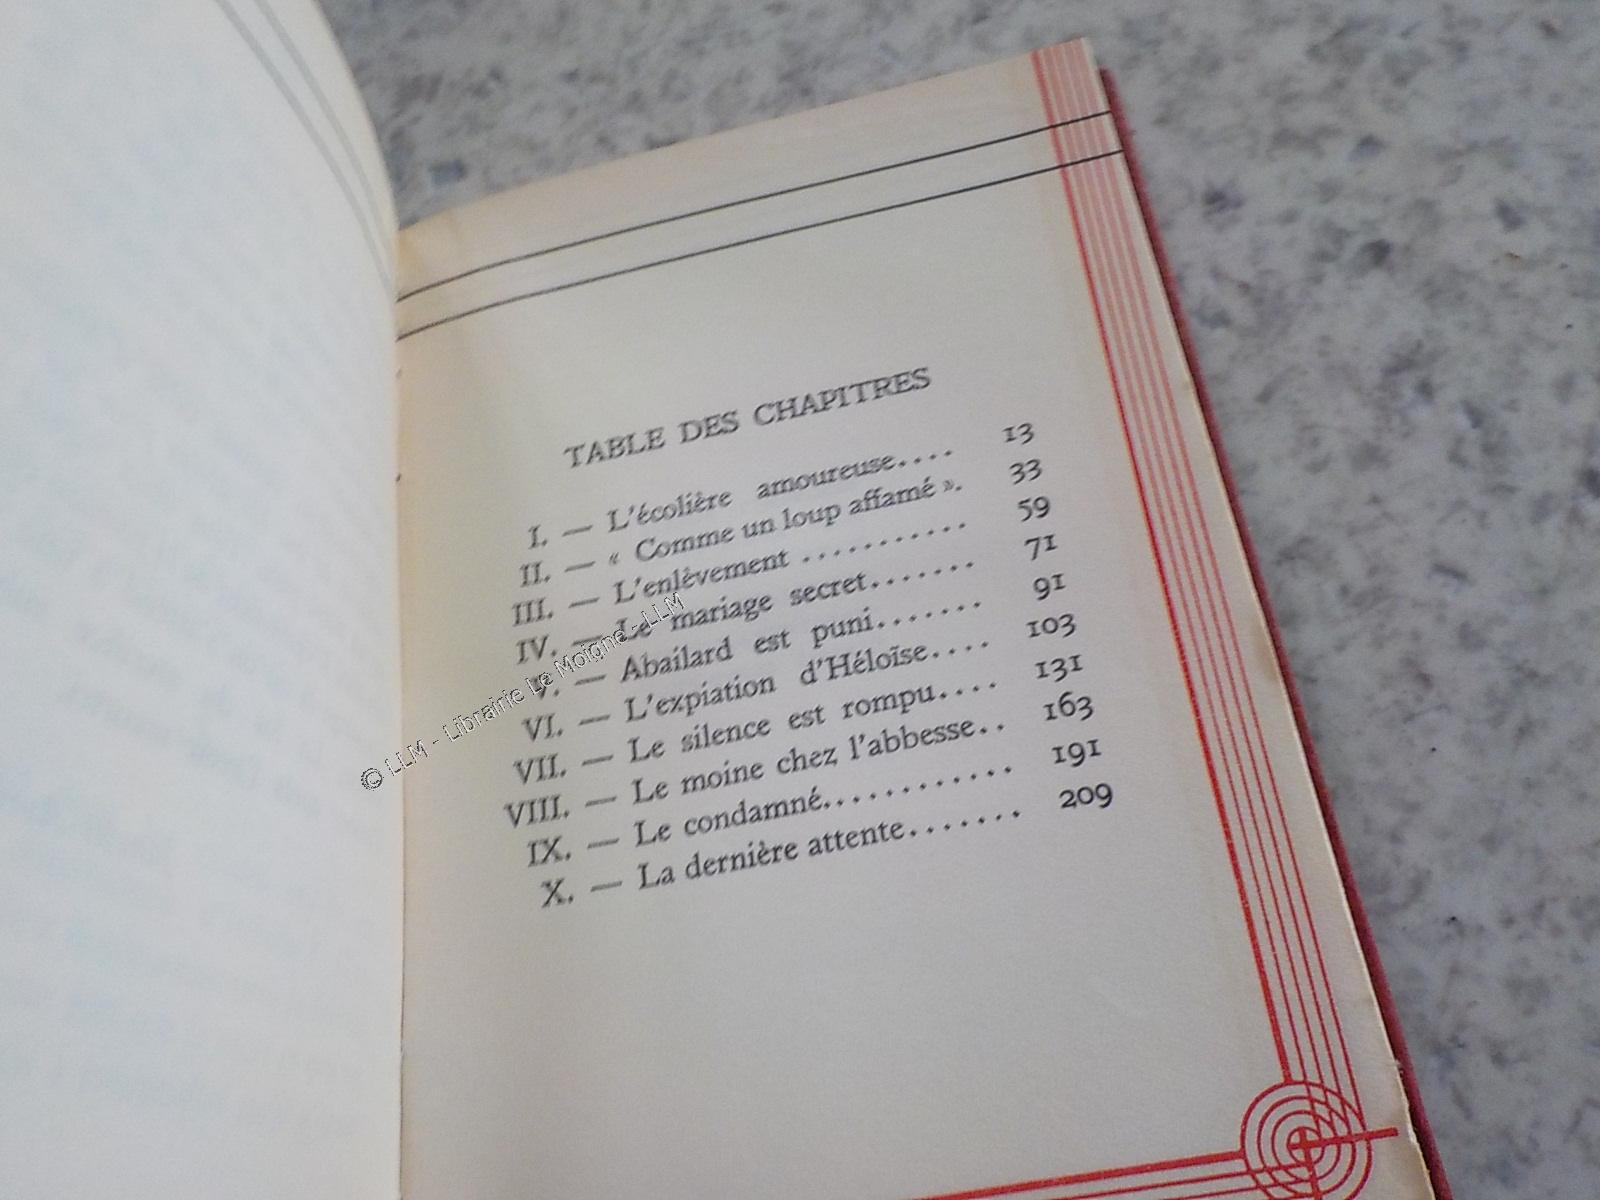 TABLE DES CHAPITRES
I. — L'écolière amoureuse.... 13
II. — « Comme un loup affamé ». 33
III. — L'enlèvement ........... 59
IV. — Le mariage secret....... 71
V. — Abailard est puni....... 91
VI. — L'expiation d'Héloïse.... 103
VII. — Le silence est rompu.... 131
VIII. — Le moine chez l'abbesse.. 163
IX. — Le condamné............ 191
X. — La dernière attente....... 209
© LLM - Librairie Le Moigne - LLM